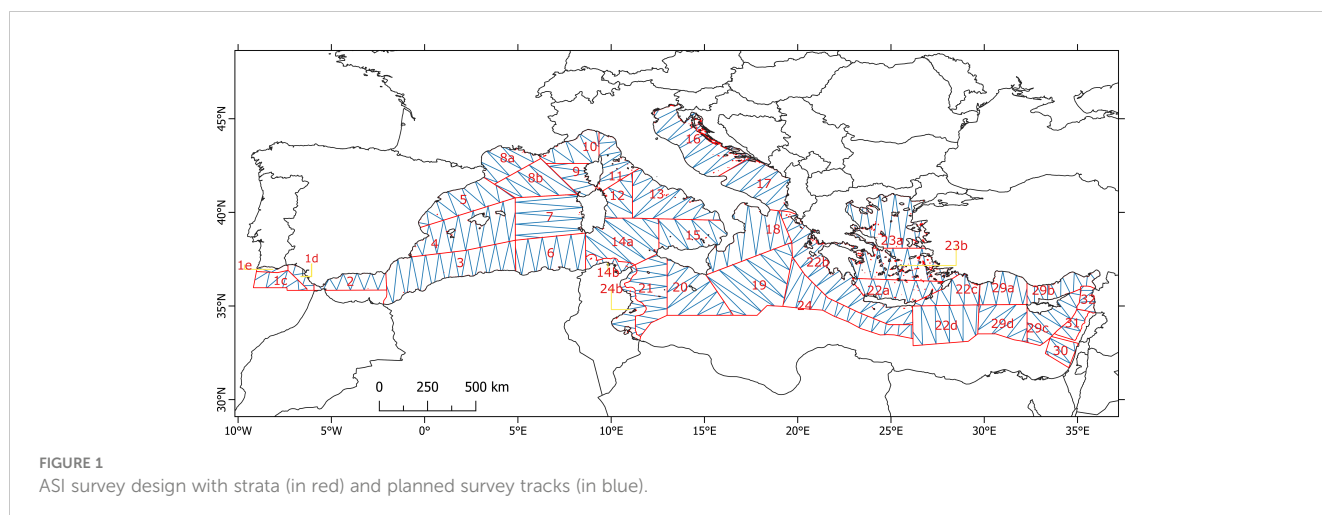 45°N
40°N
35°N
30°N
10
16
8a
8b
9
11
12
13
17
5
7
4
3
6
14a
15
18
23a
23b
1e
1d
1c
2
14b
24b
21
20
19
22b
24
22a
22c
29a
29b
32
22d
29d
29c
31
30
0 250 500 km
10°W 5°W 0° 5°E 10°E 15°E 20°E 25°E 30°E 35°E
FIGURE 1
ASI survey design with strata (in red) and planned survey tracks (in blue).